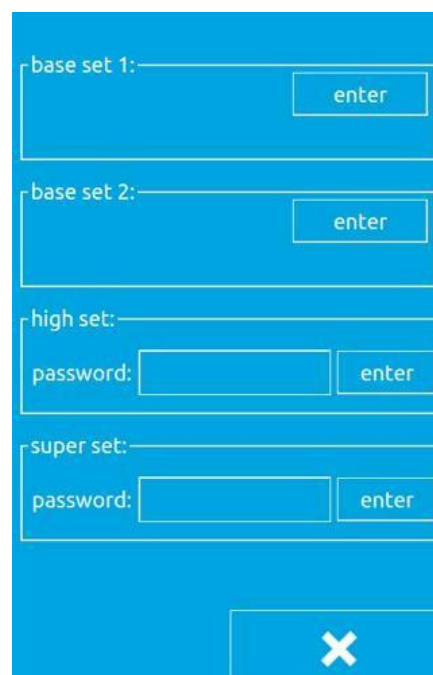 base set 1:
enter
base set 2:
enter
high set:
password:
enter
super set:
password:
enter